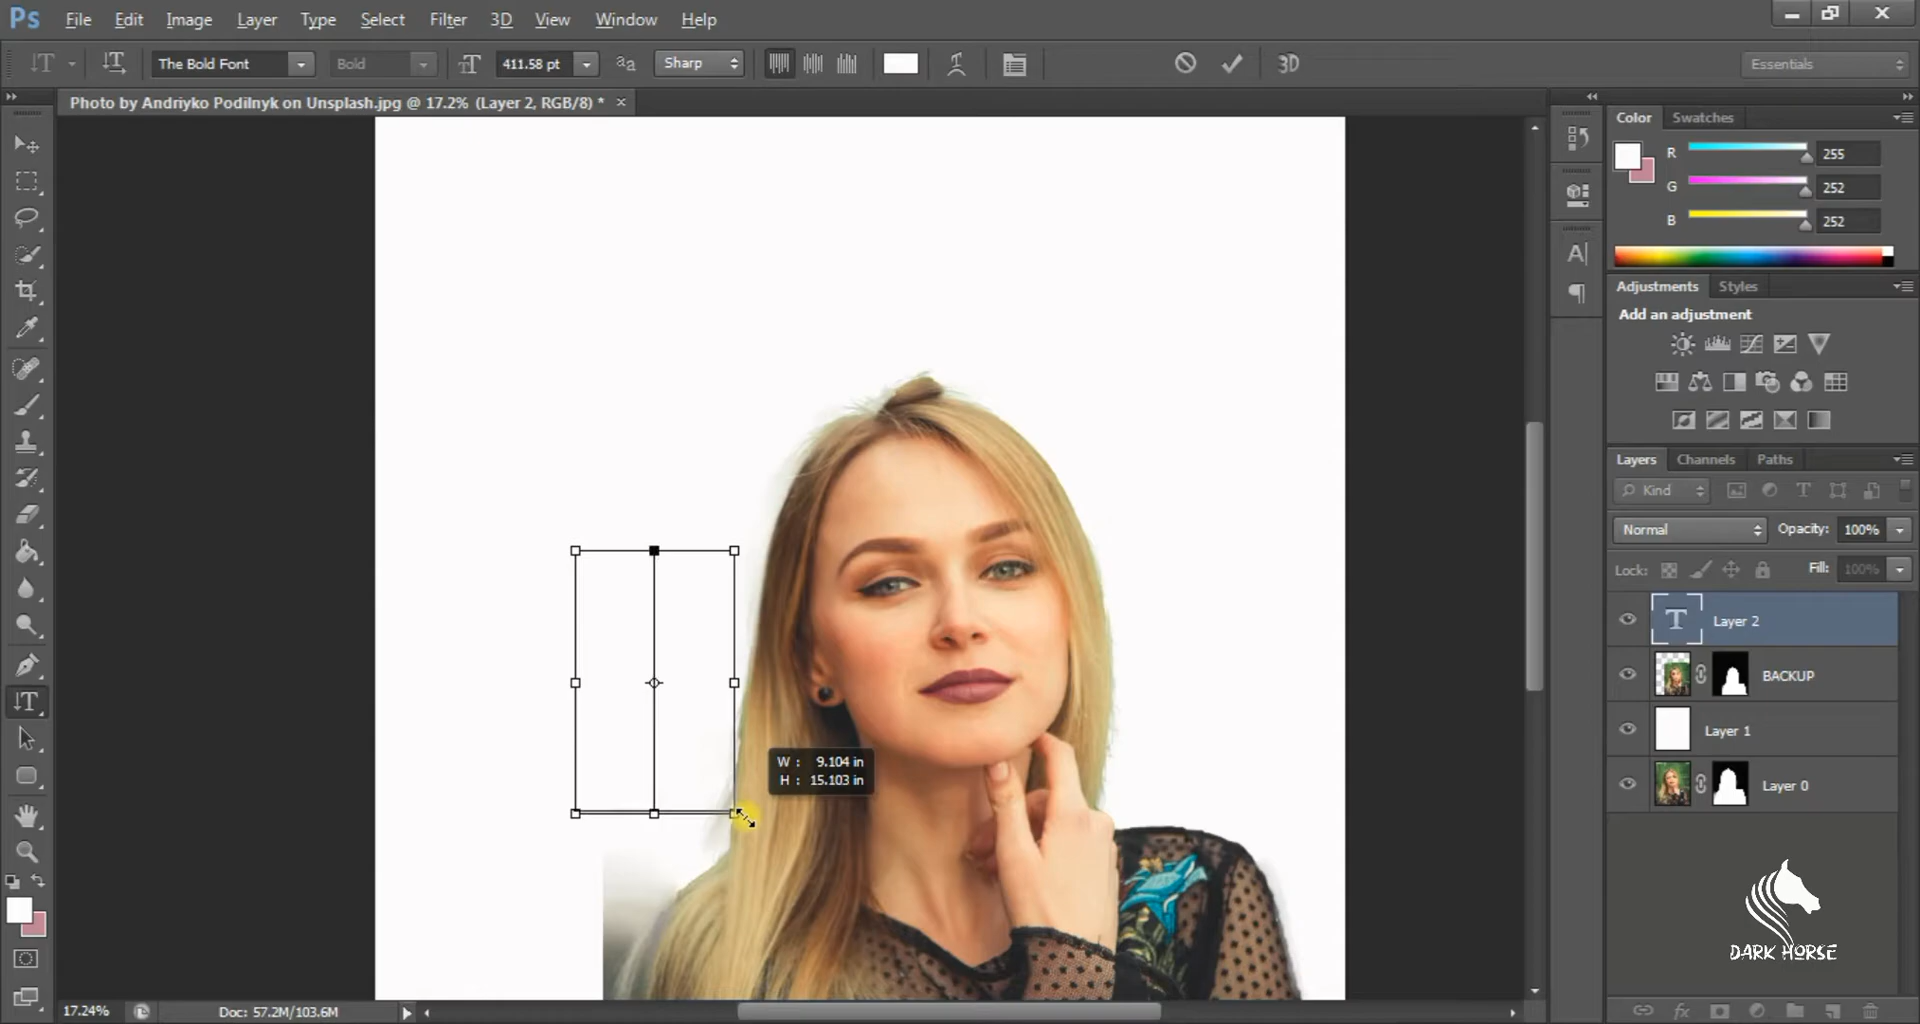 Ps File Edit Image Layer Type Select Filter 3D View Window Help
The Bold Font Bold 411.58 pt aa Sharp 3D Essentials
Photo by Andriyko Podilnyk on Unsplash.jpg @ 17.2% (Layer 2, RGB/8) * ×
Color Swatches
R 255
G 252
B 252
Adjustments Styles
Add an adjustment
Layers Channels Paths
Kind
Normal Opacity: 100%
Lock: Fill: 100%
T Layer 2
BACKUP
Layer 1
Layer 0
W : 9.104 in
H : 15.103 in
DARK HORSE
17.24% Doc: 57.2M/103.6M